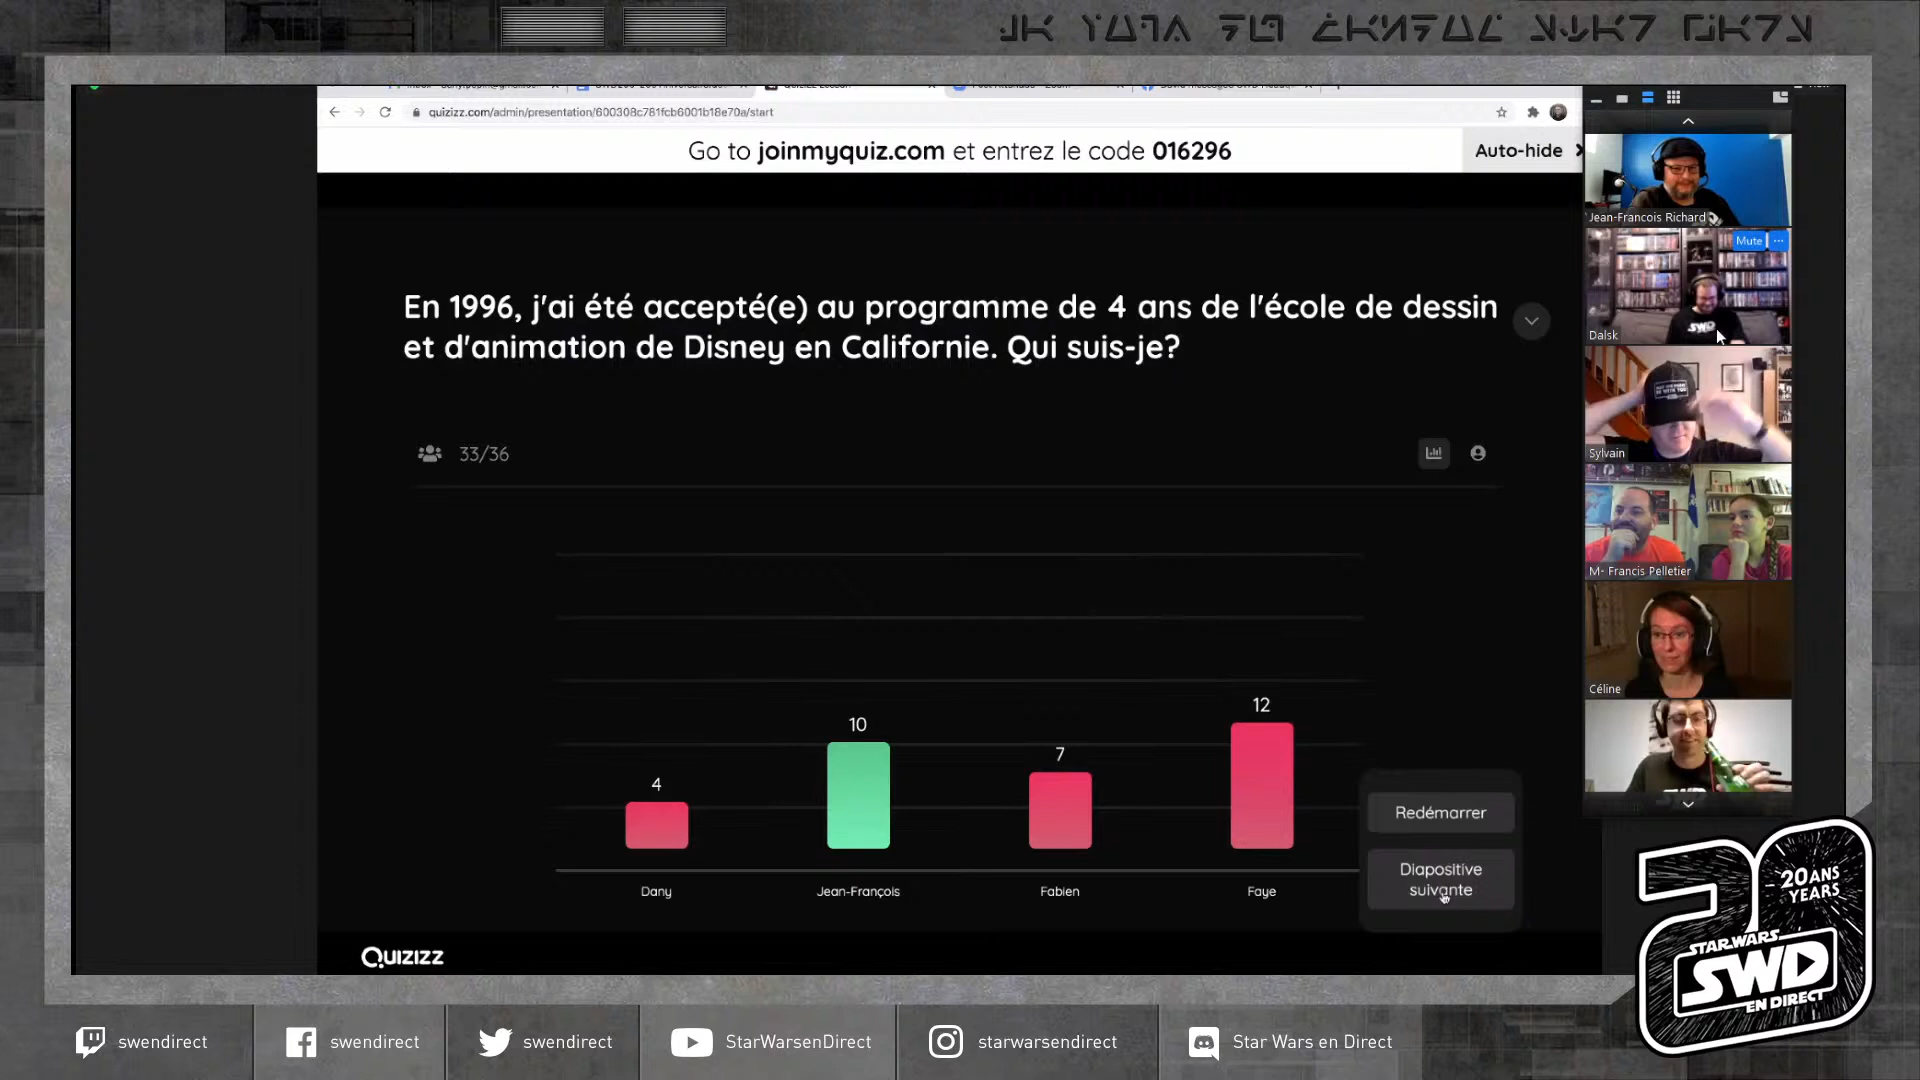 quizizz.com/admin/presentation/600308c781fcb6001b18e70a/start
Go to joinmyquiz.com et entrez le code 016296
Auto-hide
En 1996, j'ai été accepté(e) au programme de 4 ans de l'école de dessin
et d'animation de Disney en Californie. Qui suis-je?
33/36
4
10
7
12
Dany
Jean-François
Fabien
Faye
Redémarrer
Diapositive
suivante
Quizizz
Jean-Francois Richard
Mute
SWD
Dalsk
Sylvain
M- Francis Pelletier
Céline
20 ANS
YEARS
STAR WARS
SWD
EN DIRECT
swendirect
swendirect
swendirect
StarWarsenDirect
starwarsendirect
Star Wars en Direct